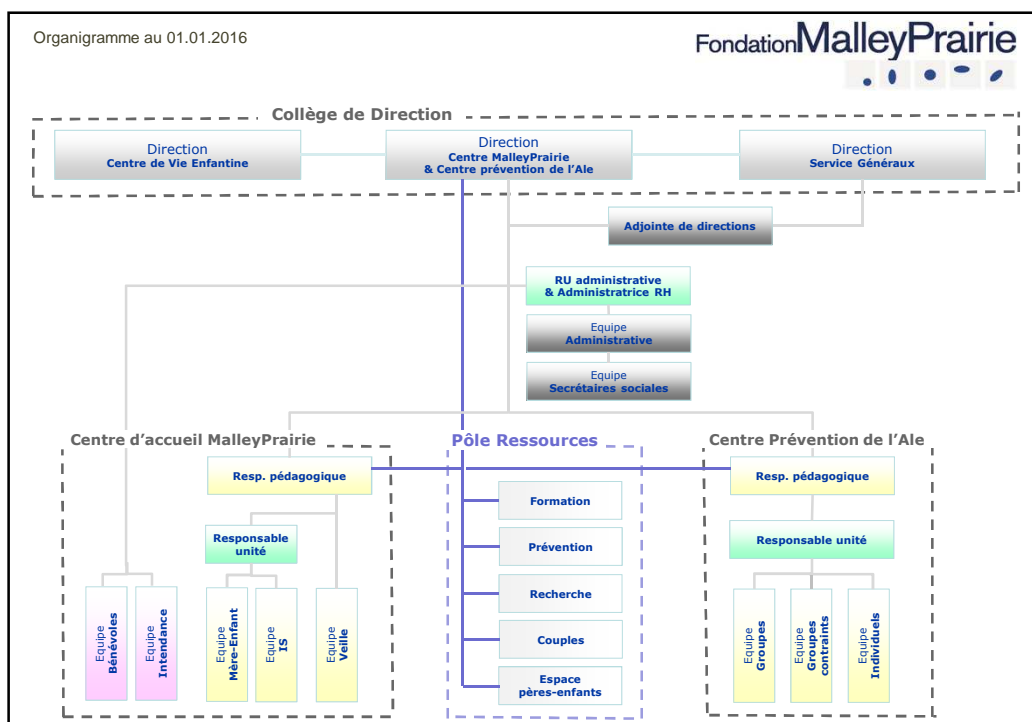 Organigramme au 01.01.2016
FondationMalleyPrairie
Collège de Direction
Direction
Centre de Vie Enfantine
Direction
Centre MalleyPrairie
& Centre prévention de l'Ale
Direction
Service Généraux
Adjointe de directions
RU administrative
& Administratrice RH
Equipe
Administrative
Equipe
Secrétaires sociales
Centre d'accueil MalleyPrairie
Resp. pédagogique
Responsable
unité
Equipe
Bénévoles
Equipe
Intendance
Equipe
Mère-Enfant
Equipe
IS
Equipe
Veille
Pôle Ressources
Formation
Prévention
Recherche
Couples
Espace
pères-enfants
Centre Prévention de l'Ale
Resp. pédagogique
Responsable unité
Equipe
Groupes
Equipe
Groupes
contraints
Equipe
Individuels